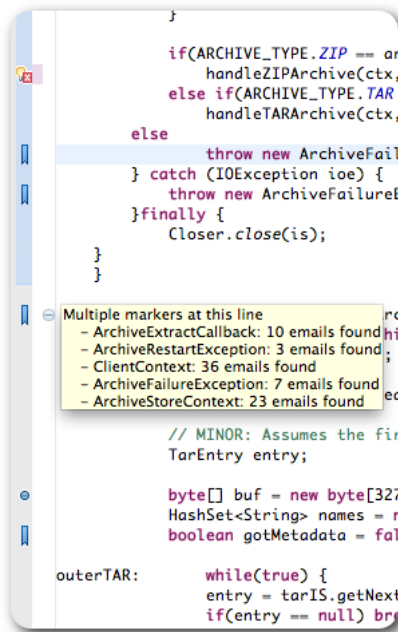 }
if(ARCHIVE_TYPE.ZIP == ar
handleZIPArchive(ctx,
else if(ARCHIVE_TYPE.TAR
handleTARArchive(ctx,
else
throw new ArchiveFail
} catch (IOException ioe) {
throw new ArchiveFailureE
}finally {
Closer.close(is);
}
}
Multiple markers at this line
- ArchiveExtractCallback: 10 emails found
- ArchiveRestartException: 3 emails found
- ClientContext: 36 emails found
- ArchiveFailureException: 7 emails found
- ArchiveStoreContext: 23 emails found
// MINOR: Assumes the fir
TarEntry entry;
byte[] buf = new byte[327
HashSet<String> names = n
boolean gotMetadata = fal
outerTAR: while(true) {
entry = tarIS.getNext
if(entry == null) bre